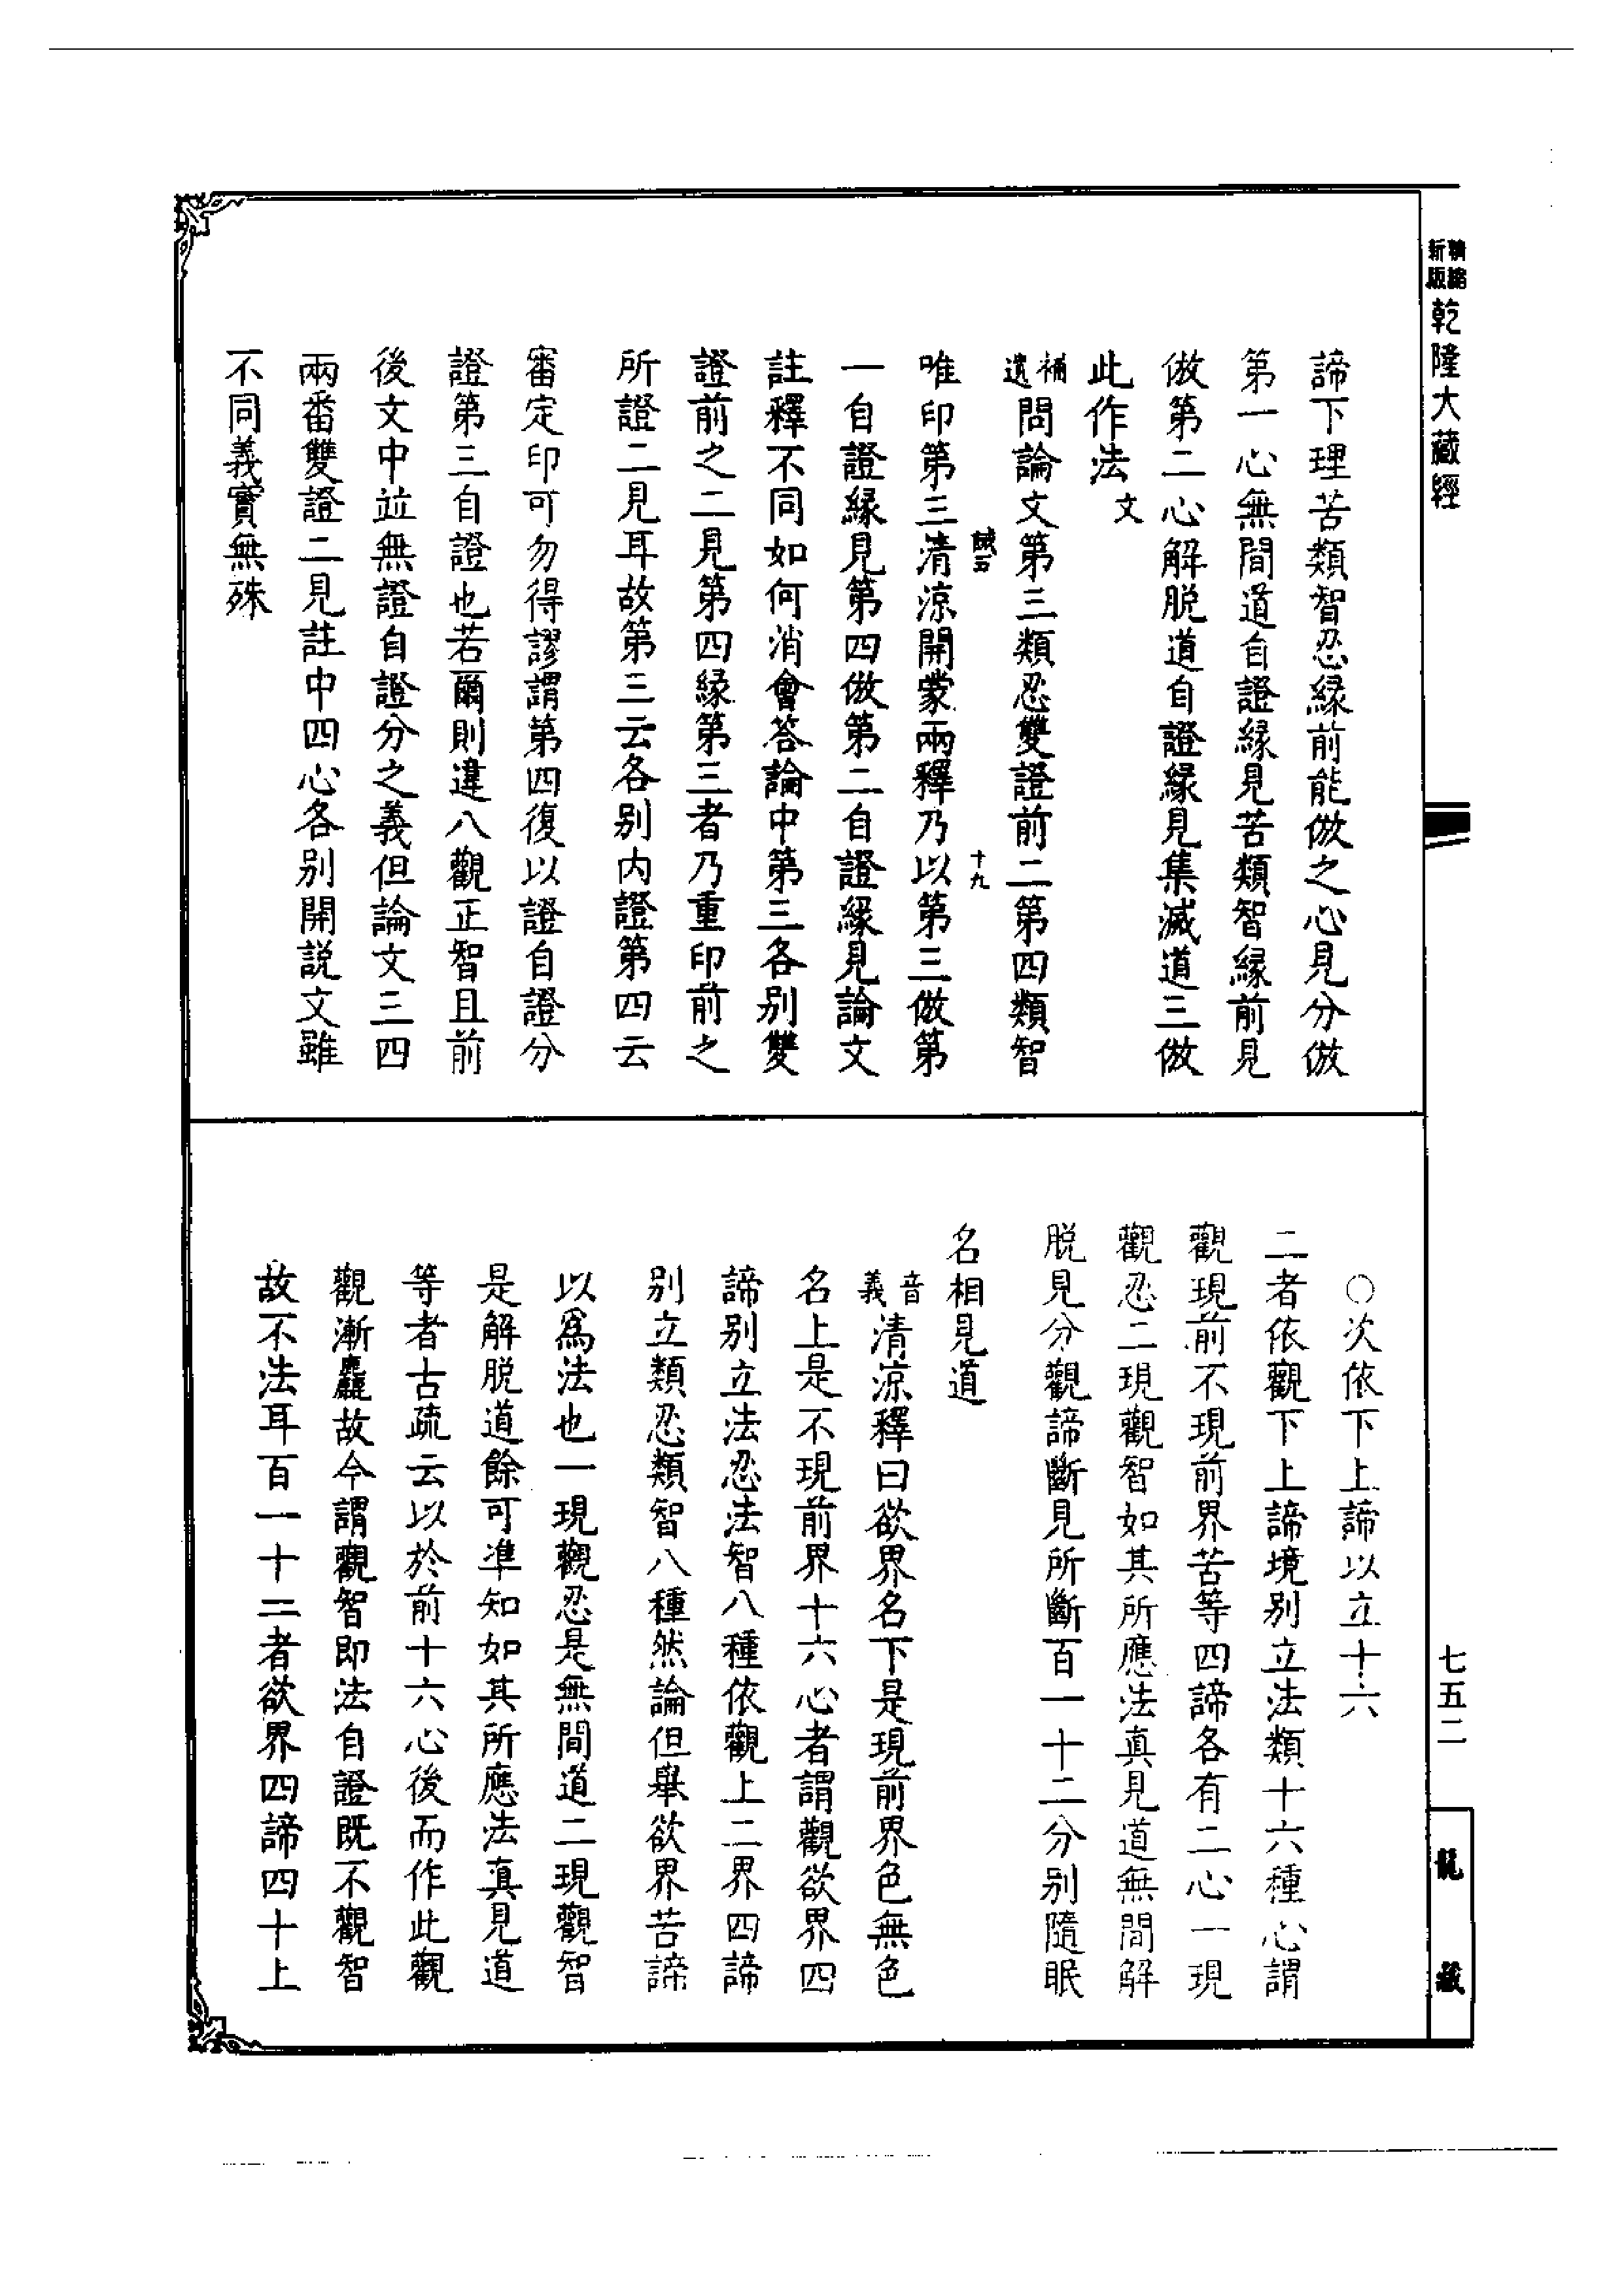 精縮
新版
乾隆大藏經
諦下理苦類智忍緣前能倣之心見分倣
第一心無間道自證緣見苦類智緣前見
倣第二心解脫道自證緣見集滅道三倣
此作法文
補遺問論文第三類忍雙證前二第四類智
唯印第三清涼開蒙兩釋乃以第三倣第
一自證緣見第四倣第二自證緣見論文
註釋不同如何消會答論中第三各別雙
證前之二見第四緣第三者乃重印前之
所證二見耳故第三云各別內證第四云
審定印可勿得謬謂第四復以證自證分
證第三自證也若爾則違八觀正智且前
後文中並無證自證分之義但論文三四
兩番雙證二見註中四心各別開說文雖
不同義實無殊
十九
○次依下上諦以立十六
二者依觀下上諦境別立法類十六種心謂
觀現前不現前界苦等四諦各有二心一現
觀忍二現觀智如其所應法真見道無間解
脫見分觀諦斷見所斷百一十二分別隨眠
名相見道
音義清涼釋曰欲界名下是現前界色無色
名上是不現前界十六心者謂觀欲界四
諦別立法忍法智八種依觀上二界四諦
別立類忍類智八種然論但舉欲界苦諦
以爲法也一現觀忍是無間道二現觀智
是解脫道餘可準知如其所應法真見道
等者古疏云以於前十六心後而作此觀
觀漸麤故今謂觀智即法自證既不觀智
故不法耳百一十二者欲界四諦四十上
七五二
龍藏